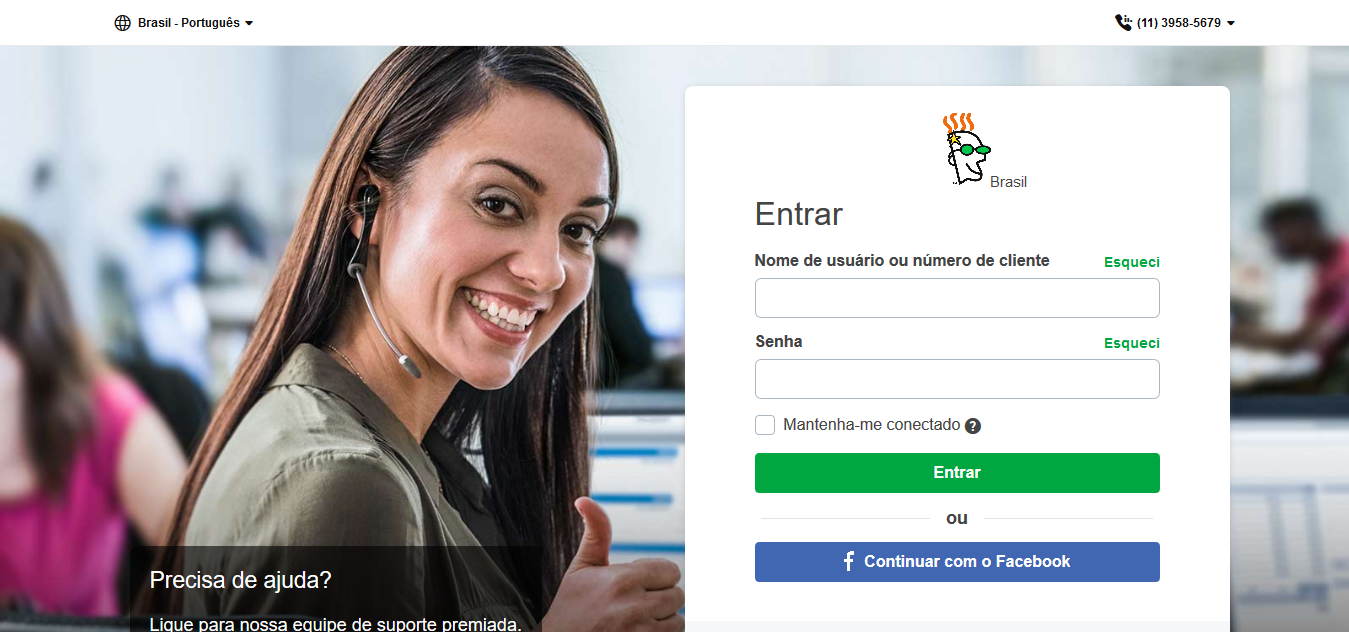 Brasil - Português
(11) 3958-5679
Brasil
Entrar
Nome de usuário ou número de cliente
Esqueci
Senha
Esqueci
Mantenha-me conectado ?
Entrar
ou
f Continuar com o Facebook
Precisa de ajuda?
Ligue para nossa equipe de suporte premiada.